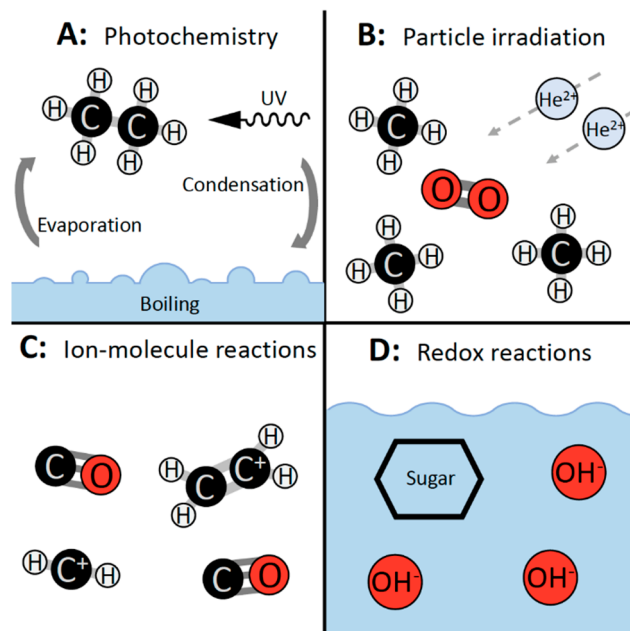 A: Photochemistry
H
H
H
C
C
H
H
H
UV
Condensation
Evaporation
Boiling
B: Particle irradiation
He²⁺
He²⁺
H
H
C
H
H
O
O
H
H
C
H
H
H
H
C
H
H
C: Ion-molecule reactions
C
O
H
H
C⁺
H
C
H
H
C⁺
H
C
O
D: Redox reactions
Sugar
OH⁻
OH⁻
OH⁻